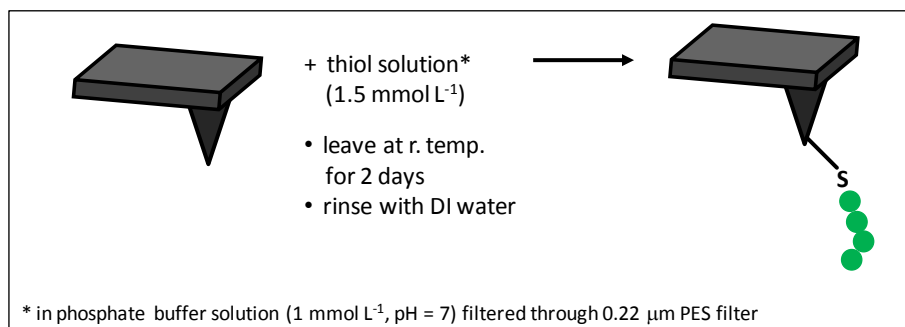 + thiol solution*
(1.5 mmol L⁻¹)
• leave at r. temp.
for 2 days
• rinse with DI water
S
* in phosphate buffer solution (1 mmol L⁻¹, pH = 7) filtered through 0.22 μm PES filter